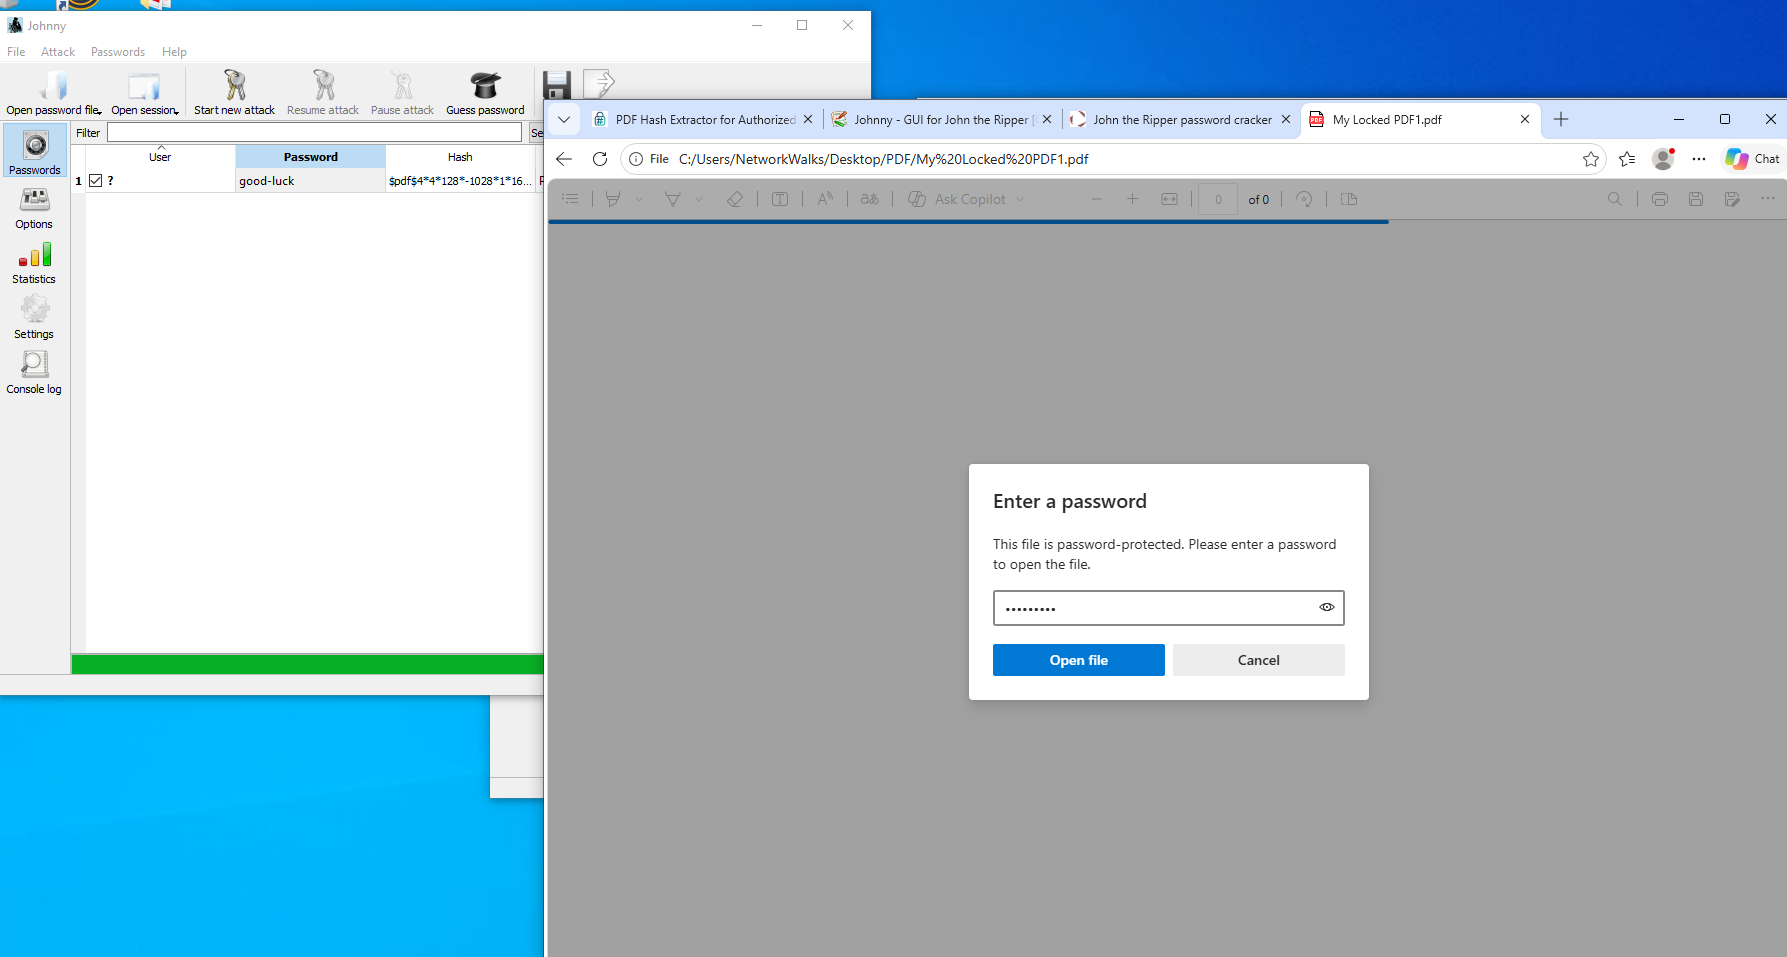 Johnny
File Attack Passwords Help
Open password file Open session Start new attack Resume attack Pause attack Guess password
Filter
Passwords
Options
Statistics
Settings
Console log
User Password Hash
1 ? good-luck $pdf$4*4*128*-1028*1*16...
PDF Hash Extractor for Authorized
Johnny - GUI for John the Ripper
John the Ripper password cracker
My Locked PDF1.pdf
File C:/Users/NetworkWalks/Desktop/PDF/My%20Locked%20PDF1.pdf
Chat
Ask Copilot
0 of 0
Enter a password
This file is password-protected. Please enter a password
to open the file.
•••••••••
Open file Cancel